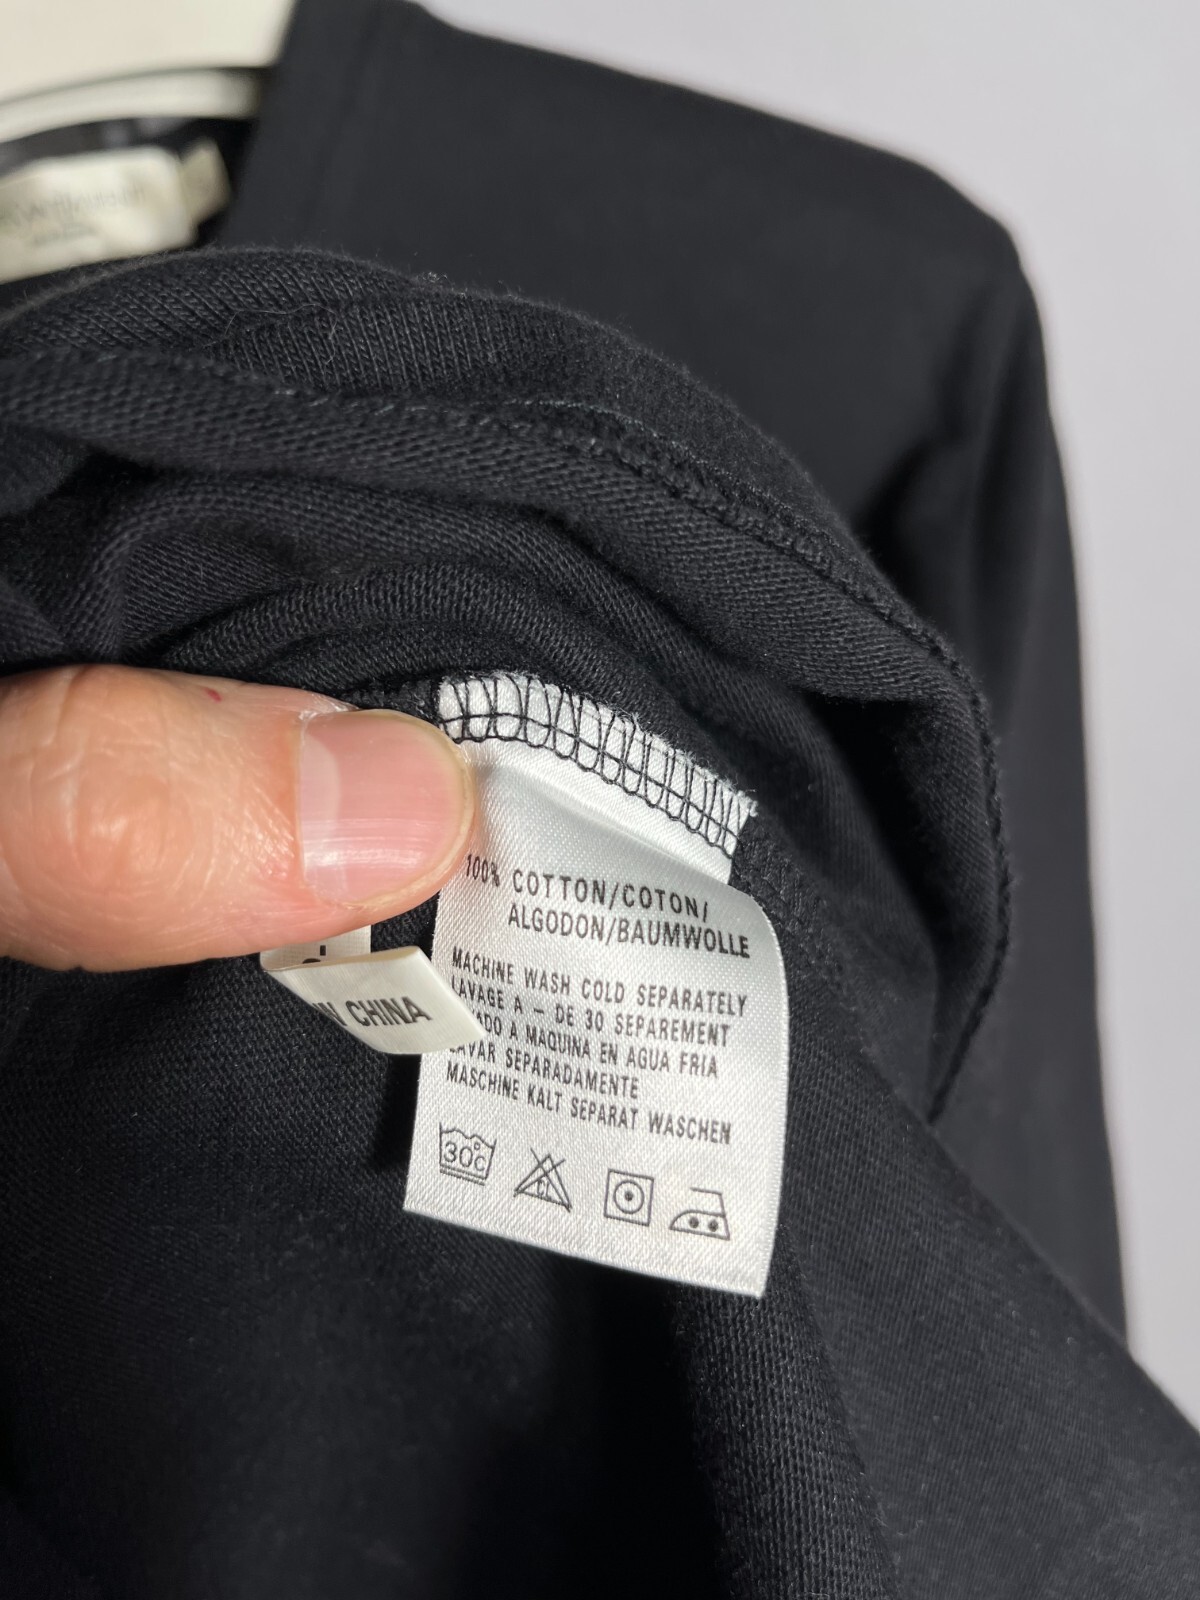 100% COTTON/COTON/
ALGODON/BAUMWOLLE
MACHINE WASH COLD SEPARATELY
LAVAGE A – DE 30 SEPAREMENT
A MAQUINA EN AGUA FRIA
LAVAR SEPARADAMENTE
MASCHINE KALT SEPARAT WASCHEN
30°C
CHINA